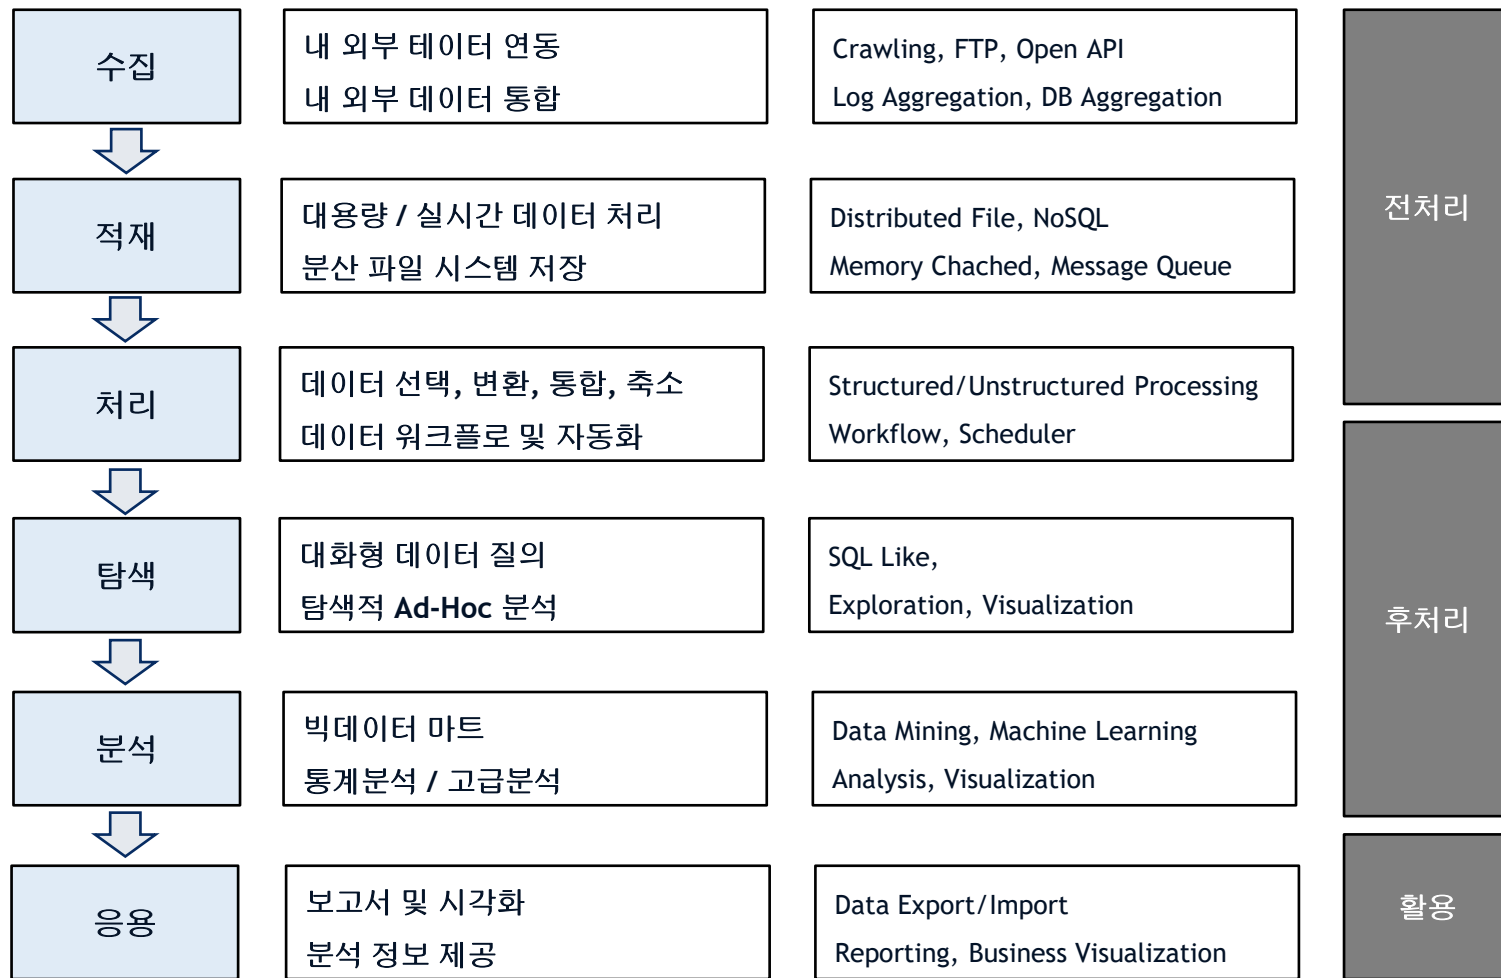 수집
내 외부 테이터 연동
내 외부 데이터 통합
Crawling, FTP, Open API
Log Aggregation, DB Aggregation
전처리
적재
대용량 / 실시간 데이터 처리
분산 파일 시스템 저장
Distributed File, NoSQL
Memory Chached, Message Queue
처리
데이터 선택, 변환, 통합, 축소
데이터 워크플로 및 자동화
Structured/Unstructured Processing
Workflow, Scheduler
탐색
대화형 데이터 질의
탐색적 Ad-Hoc 분석
SQL Like,
Exploration, Visualization
후처리
분석
빅데이터 마트
통계분석 / 고급분석
Data Mining, Machine Learning
Analysis, Visualization
응용
보고서 및 시각화
분석 정보 제공
Data Export/Import
Reporting, Business Visualization
활용